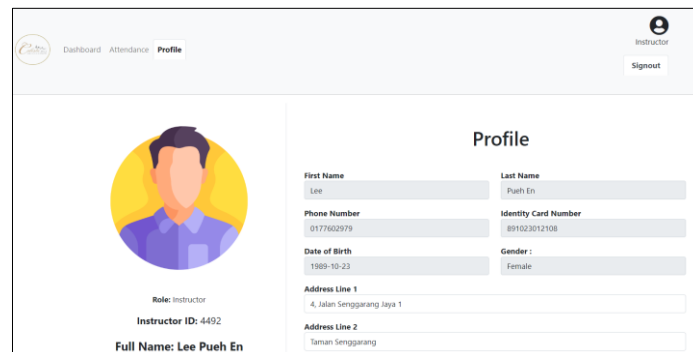 Instructor
Dashboard Attendance Profile
Signout
Profile
First Name Last Name
Lee Pueh En
Phone Number Identity Card Number
0177602979 891023012108
Date of Birth Gender :
1989-10-23 Female
Address Line 1
4, Jalan Senggarang Jaya 1
Address Line 2
Taman Senggarang
Role: Instructor
Instructor ID: 4492
Full Name: Lee Pueh En